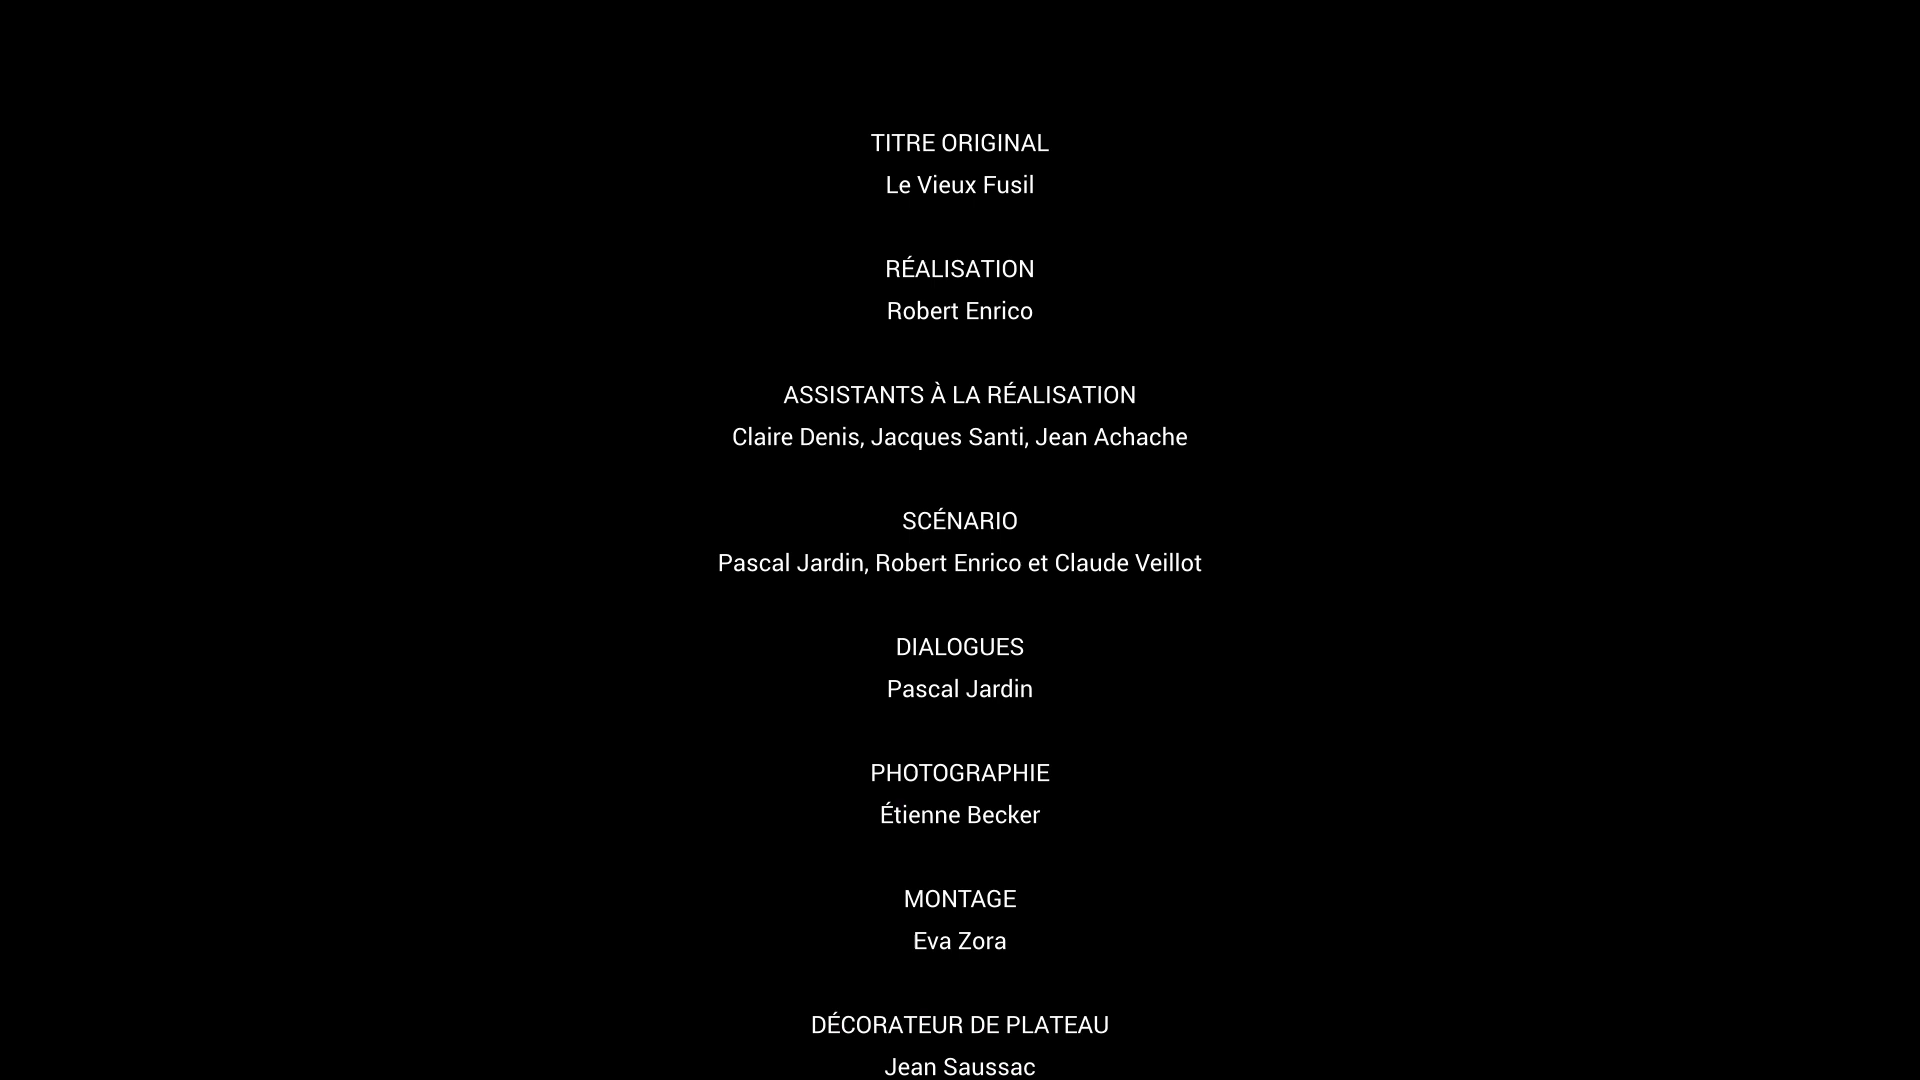 TITRE ORIGINAL
Le Vieux Fusil
RÉALISATION
Robert Enrico
ASSISTANTS À LA RÉALISATION
Claire Denis, Jacques Santi, Jean Achache
SCÉNARIO
Pascal Jardin, Robert Enrico et Claude Veillot
DIALOGUES
Pascal Jardin
PHOTOGRAPHIE
Étienne Becker
MONTAGE
Eva Zora
DÉCORATEUR DE PLATEAU
Jean Saussac